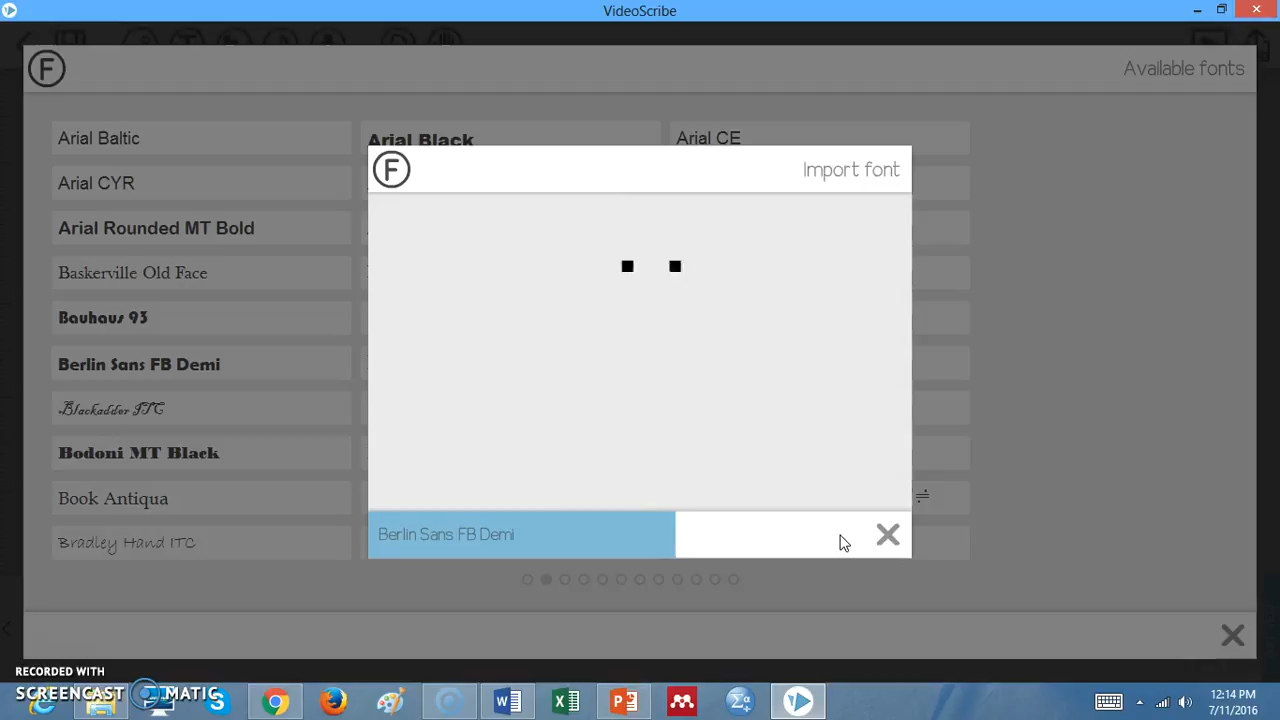 VideoScribe
F
Available fonts
Arial Baltic
Arial Black
Arial CE
F
Import font
Arial CYR
Arial Rounded MT Bold
Baskerville Old Face
Bauhaus 93
Berlin Sans FB Demi
Blackadder ITC
Bodoni MT Black
Book Antiqua
Bradley Hand ITC
Berlin Sans FB Demi
RECORDED WITH
SCREENCAST MATIC
12:14 PM
7/11/2016